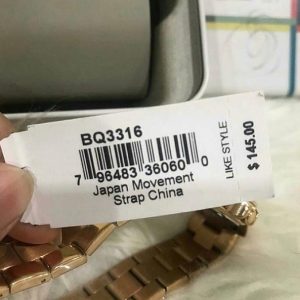 BQ3316
7 96483 36060 0
Japan Movement
Strap China
LIKE STYLE
$145.00